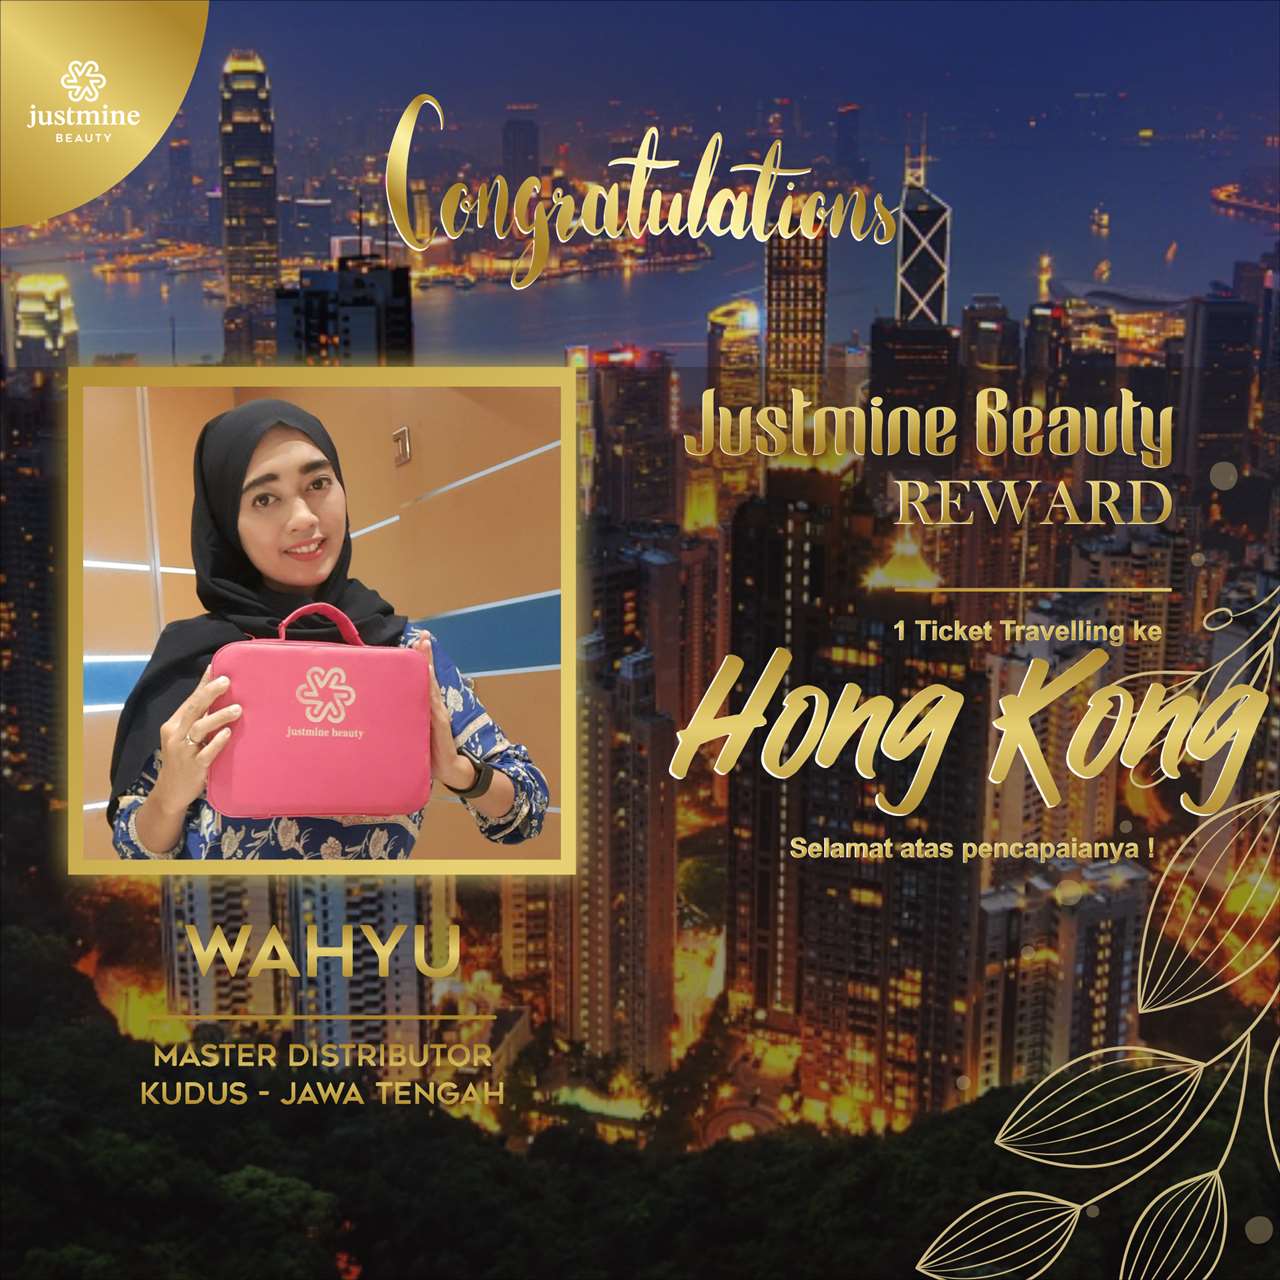 justmine
BEAUTY
Congratulations
Justmine Beauty
REWARD
1 Ticket Travelling ke
Hong Kong
Selamat atas pencapaianya !
justmine beauty
WAHYU
MASTER DISTRIBUTOR
KUDUS - JAWA TENGAH